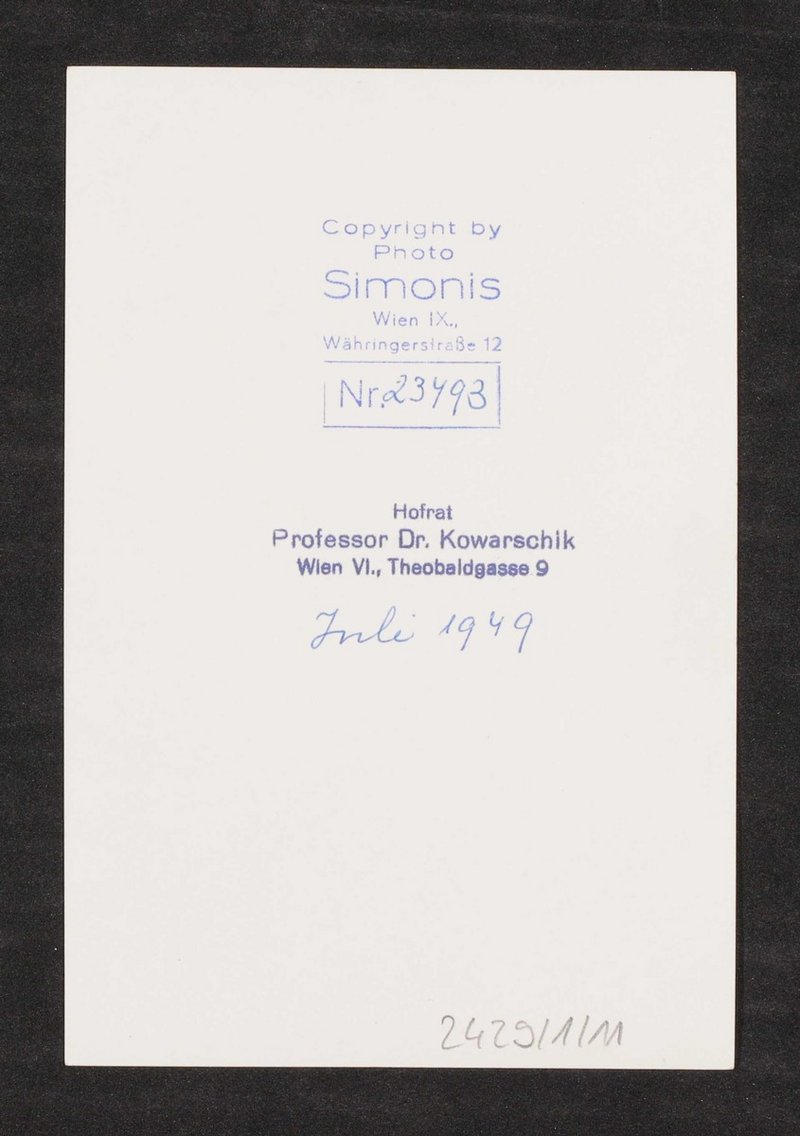 Copyright by
Photo
Simonis
Wien IX.,
Währingerstraße 12
Nr. 23493
Hofrat
Professor Dr. Kowarschik
Wien VI., Theobaldgasse 9
Juli 1949
2429/1/11